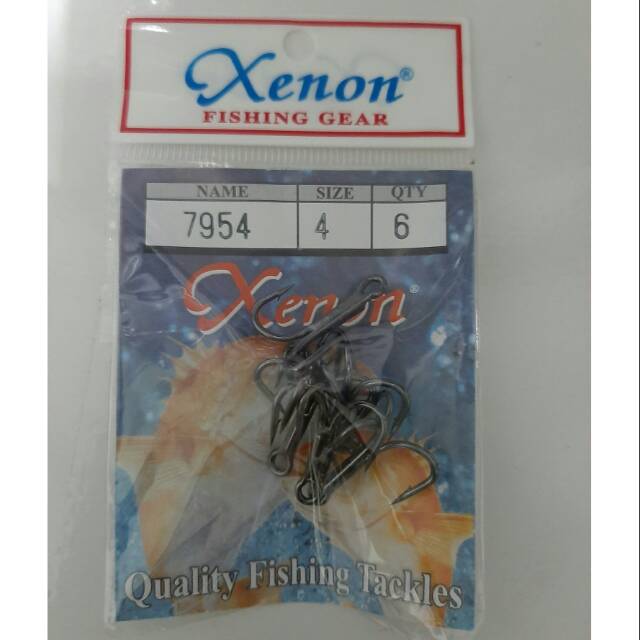 Xenon®
FISHING GEAR
NAME SIZE QTY
7954 4 6
Xenon®
Quality Fishing Tackles